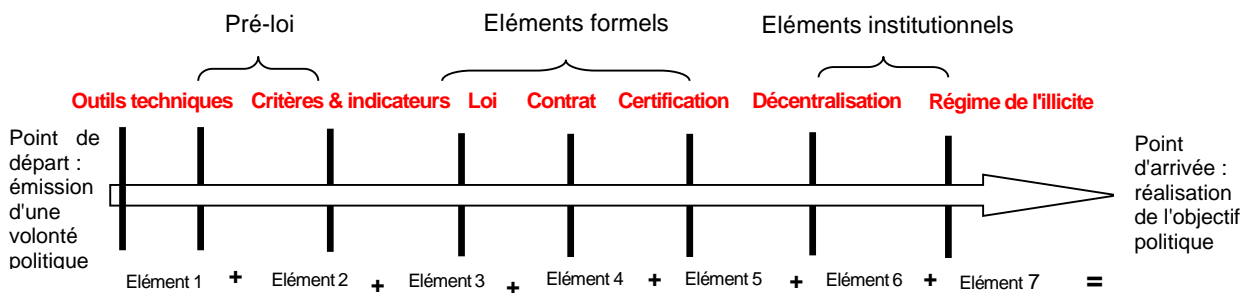 Pré-loi Eléments formels Eléments institutionnels
Outils techniques Critères & indicateurs Loi Contrat Certification Décentralisation Régime de l'illicite
Point de
départ :
émission
d'une
volonté
politique
Point
d'arrivée :
réalisation
de l'objectif
politique
Elément 1 + Elément 2 + Elément 3 + Elément 4 + Elément 5 + Elément 6 + Elément 7 =